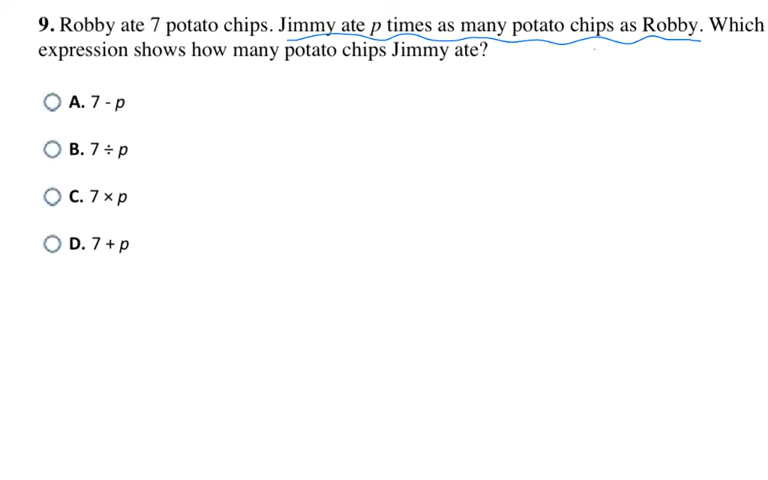 9. Robby ate 7 potato chips. Jimmy ate p times as many potato chips as Robby. Which
expression shows how many potato chips Jimmy ate?
A. 7 - p
B. 7 ÷ p
C. 7 × p
D. 7 + p